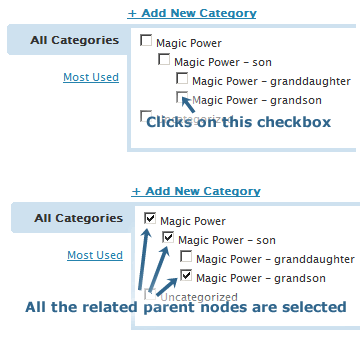 + Add New Category
All Categories
Magic Power
Magic Power – son
Most Used
Magic Power – granddaughter
Magic Power – grandson
Uncategorized
Clicks on this checkbox
+ Add New Category
All Categories
Magic Power
Magic Power – son
Most Used
Magic Power – granddaughter
Magic Power – grandson
Uncategorized
All the related parent nodes are selected